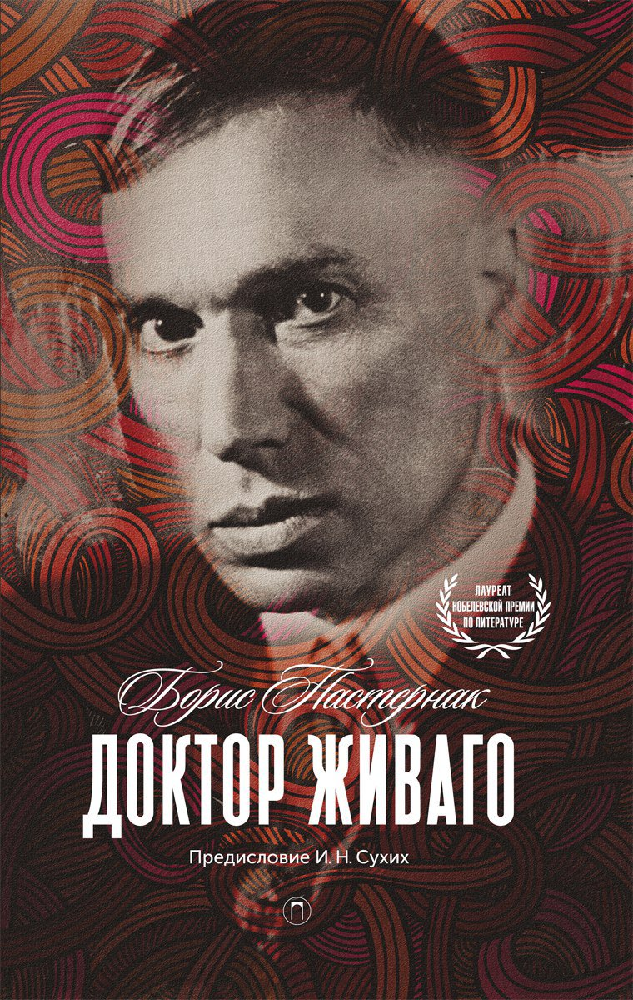 ЛАУРЕАТ
НОБЕЛЕВСКОЙ ПРЕМИИ
ПО ЛИТЕРАТУРЕ
Борис Пастернак
ДОКТОР ЖИВАГО
Предисловие И. Н. Сухих
П